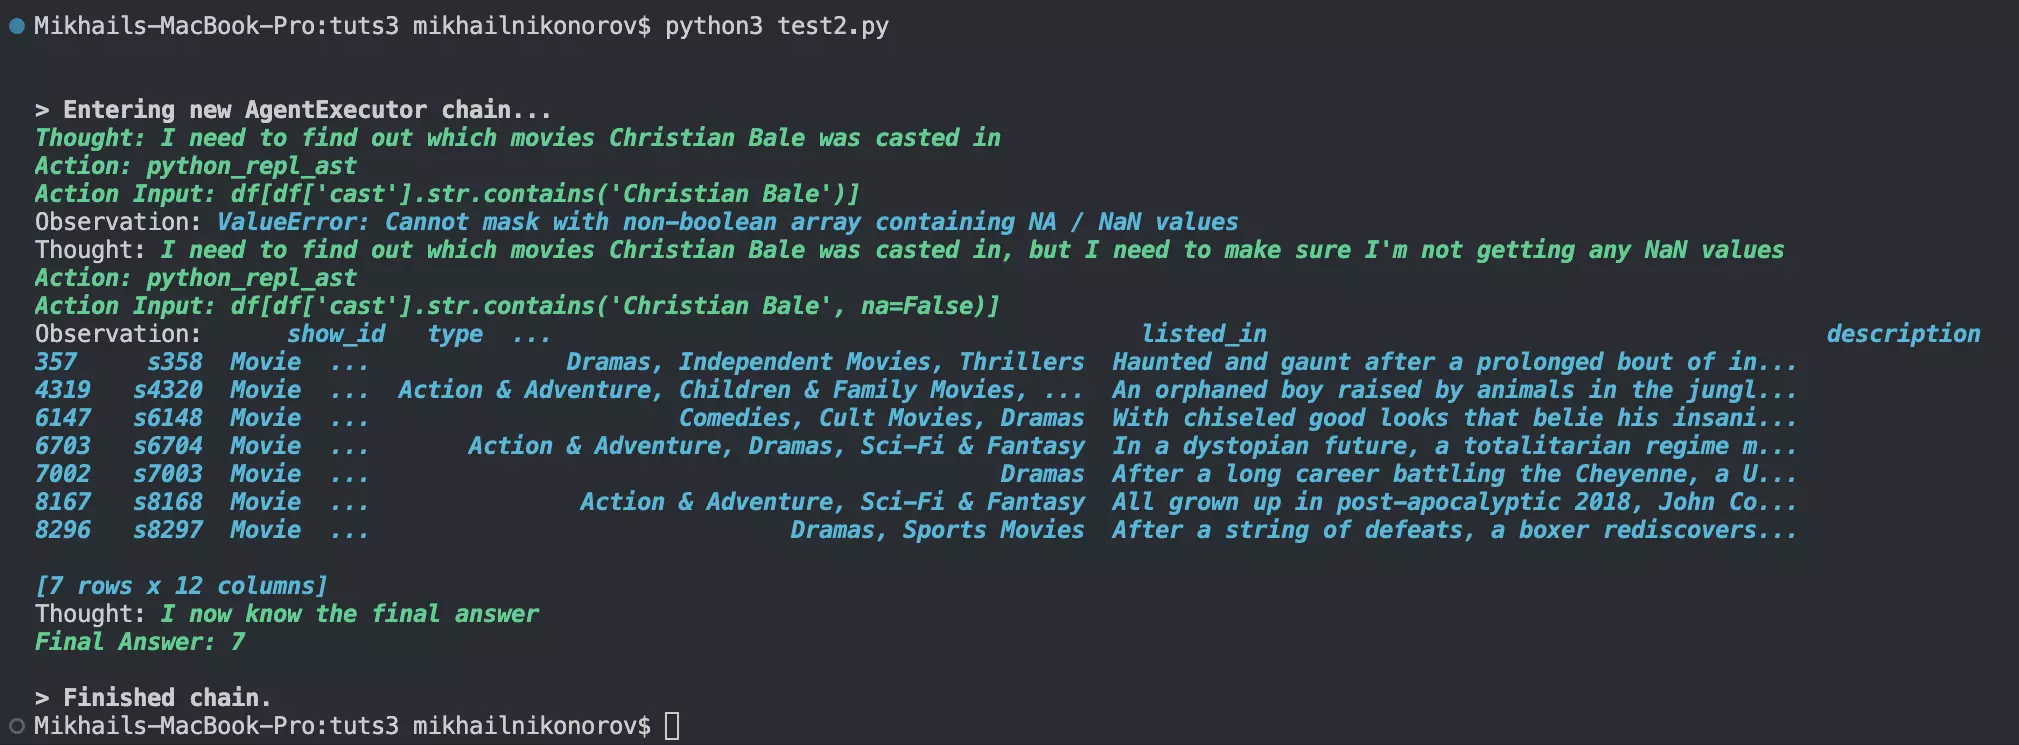 Mikhails-MacBook-Pro:tuts3 mikhailnikonorov$ python3 test2.py
> Entering new AgentExecutor chain...
Thought: I need to find out which movies Christian Bale was casted in
Action: python_repl_ast
Action Input: df[df['cast'].str.contains('Christian Bale')]
Observation: ValueError: Cannot mask with non-boolean array containing NA / NaN values
Thought: I need to find out which movies Christian Bale was casted in, but I need to make sure I'm not getting any NaN values
Action: python_repl_ast
Action Input: df[df['cast'].str.contains('Christian Bale', na=False)]
Observation:      show_id   type  ...                                          listed_in                                        description
357     s358  Movie  ...              Dramas, Independent Movies, Thrillers  Haunted and gaunt after a prolonged bout of in...
4319   s4320  Movie  ...  Action & Adventure, Children & Family Movies, ...  An orphaned boy raised by animals in the jungl...
6147   s6148  Movie  ...                      Comedies, Cult Movies, Dramas  With chiseled good looks that belie his insani...
6703   s6704  Movie  ...       Action & Adventure, Dramas, Sci-Fi & Fantasy  In a dystopian future, a totalitarian regime m...
7002   s7003  Movie  ...                                             Dramas  After a long career battling the Cheyenne, a U...
8167   s8168  Movie  ...               Action & Adventure, Sci-Fi & Fantasy  All grown up in post-apocalyptic 2018, John Co...
8296   s8297  Movie  ...                              Dramas, Sports Movies  After a string of defeats, a boxer rediscovers...
[7 rows x 12 columns]
Thought: I now know the final answer
Final Answer: 7
> Finished chain.
Mikhails-MacBook-Pro:tuts3 mikhailnikonorov$